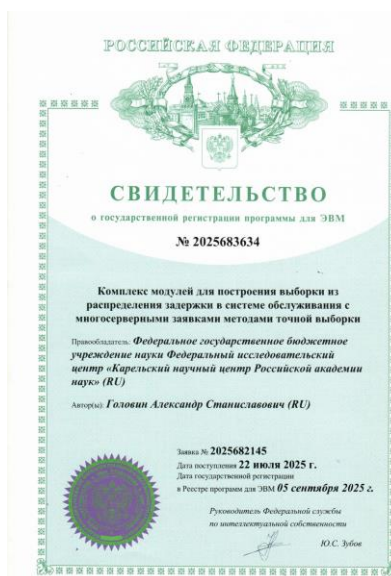 РОССИЙСКАЯ ФЕДЕРАЦИЯ
СВИДЕТЕЛЬСТВО
о государственной регистрации программы для ЭВМ
№ 2025683634
Комплекс модулей для построения выборки из
распределения задержки в системе обслуживания с
многосерверными заявками методами точной выборки
Правообладатель: Федеральное государственное бюджетное
учреждение науки Федеральный исследовательский
центр «Карельский научный центр Российской академии
наук» (RU)
Автор(ы): Головин Александр Станиславович (RU)
Заявка № 2025682145
Дата поступления 22 июля 2025 г.
Дата государственной регистрации
в Реестре программ для ЭВМ 05 сентября 2025 г.
Руководитель Федеральной службы
по интеллектуальной собственности
Ю.С. Зубов